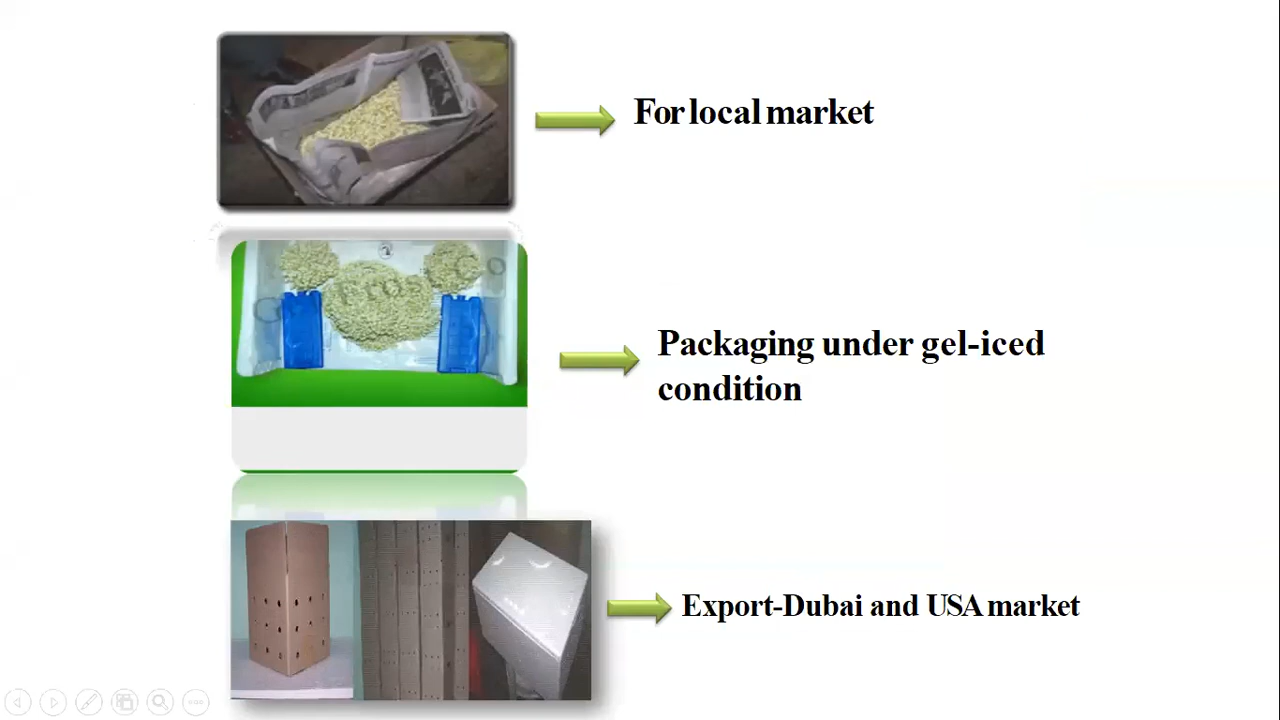 For local market
Packaging under gel-iced
condition
Export-Dubai and USA market